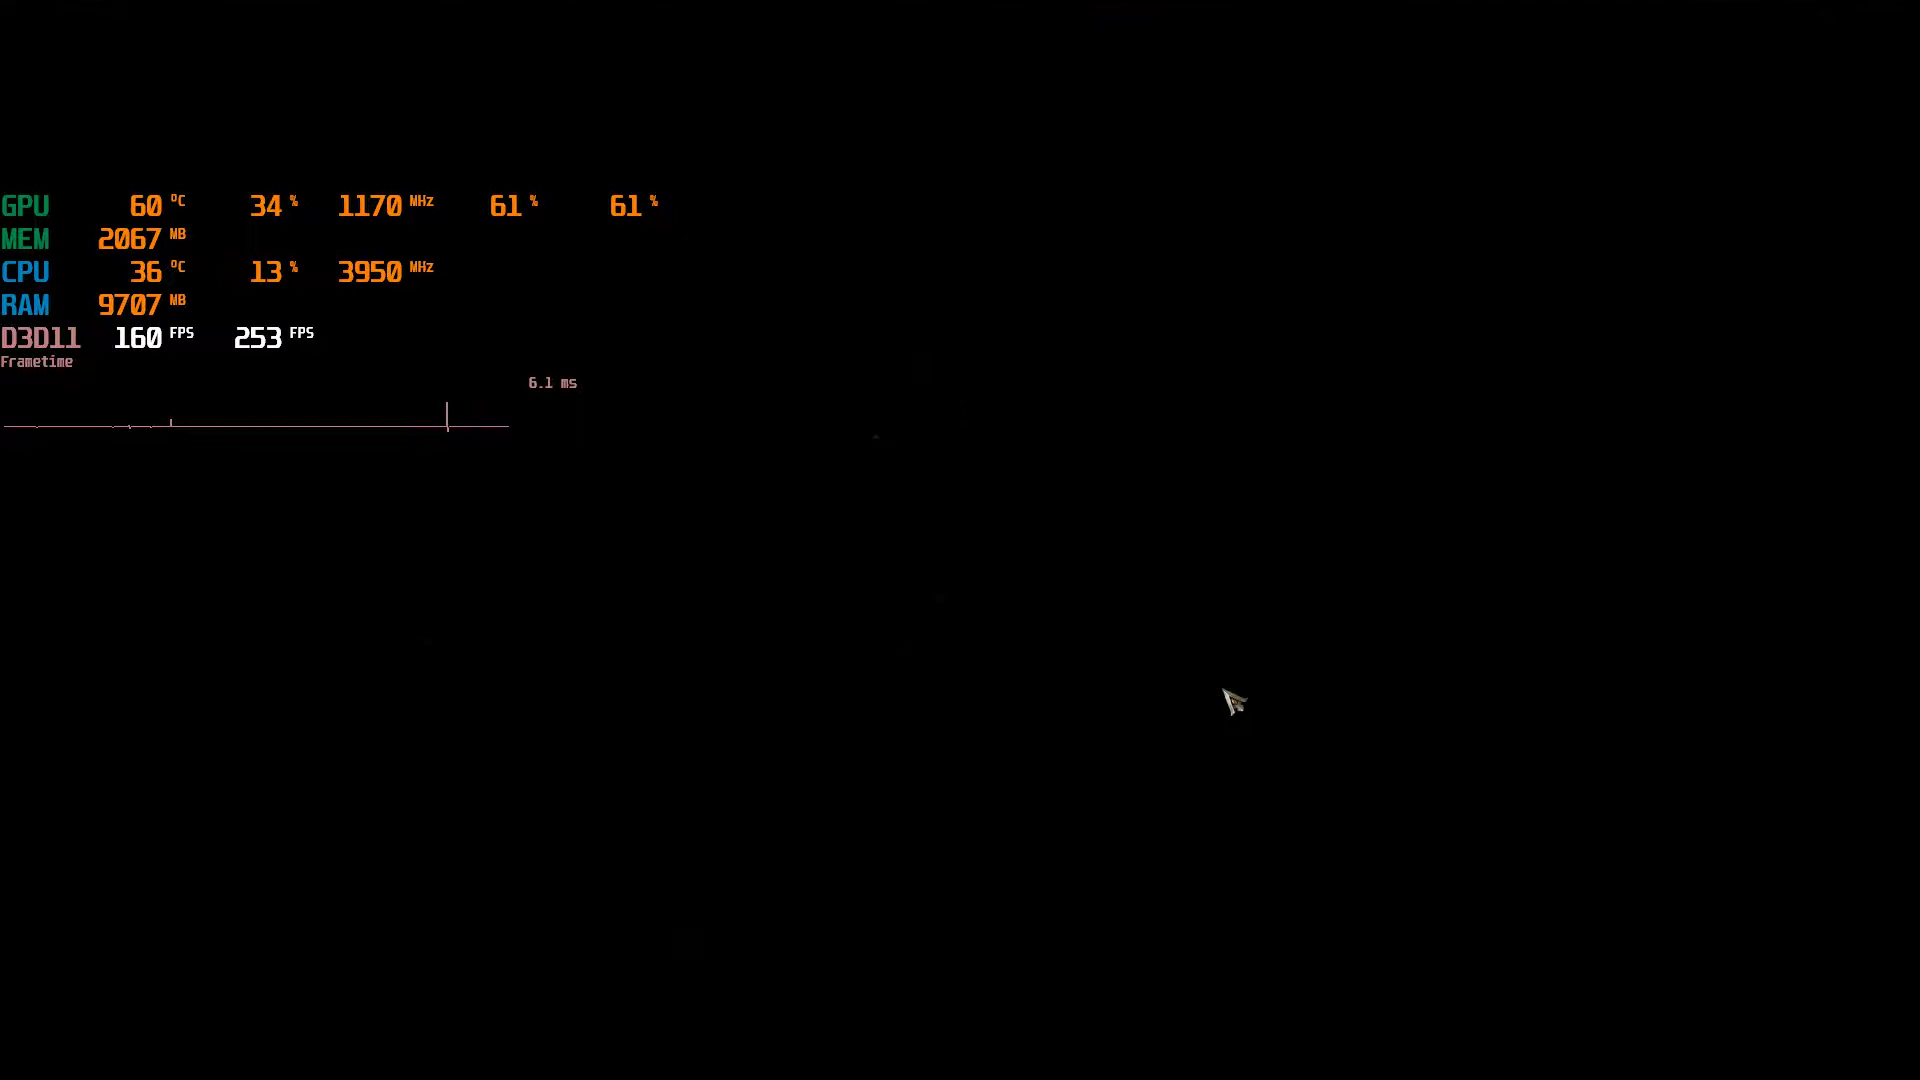 GPU 60 °C 34 % 1170 MHz 61 % 61 %
MEM 2067 MB
CPU 36 °C 13 % 3950 MHz
RAM 9707 MB
D3D11 160 FPS 253 FPS
Frametime
6.1 ms